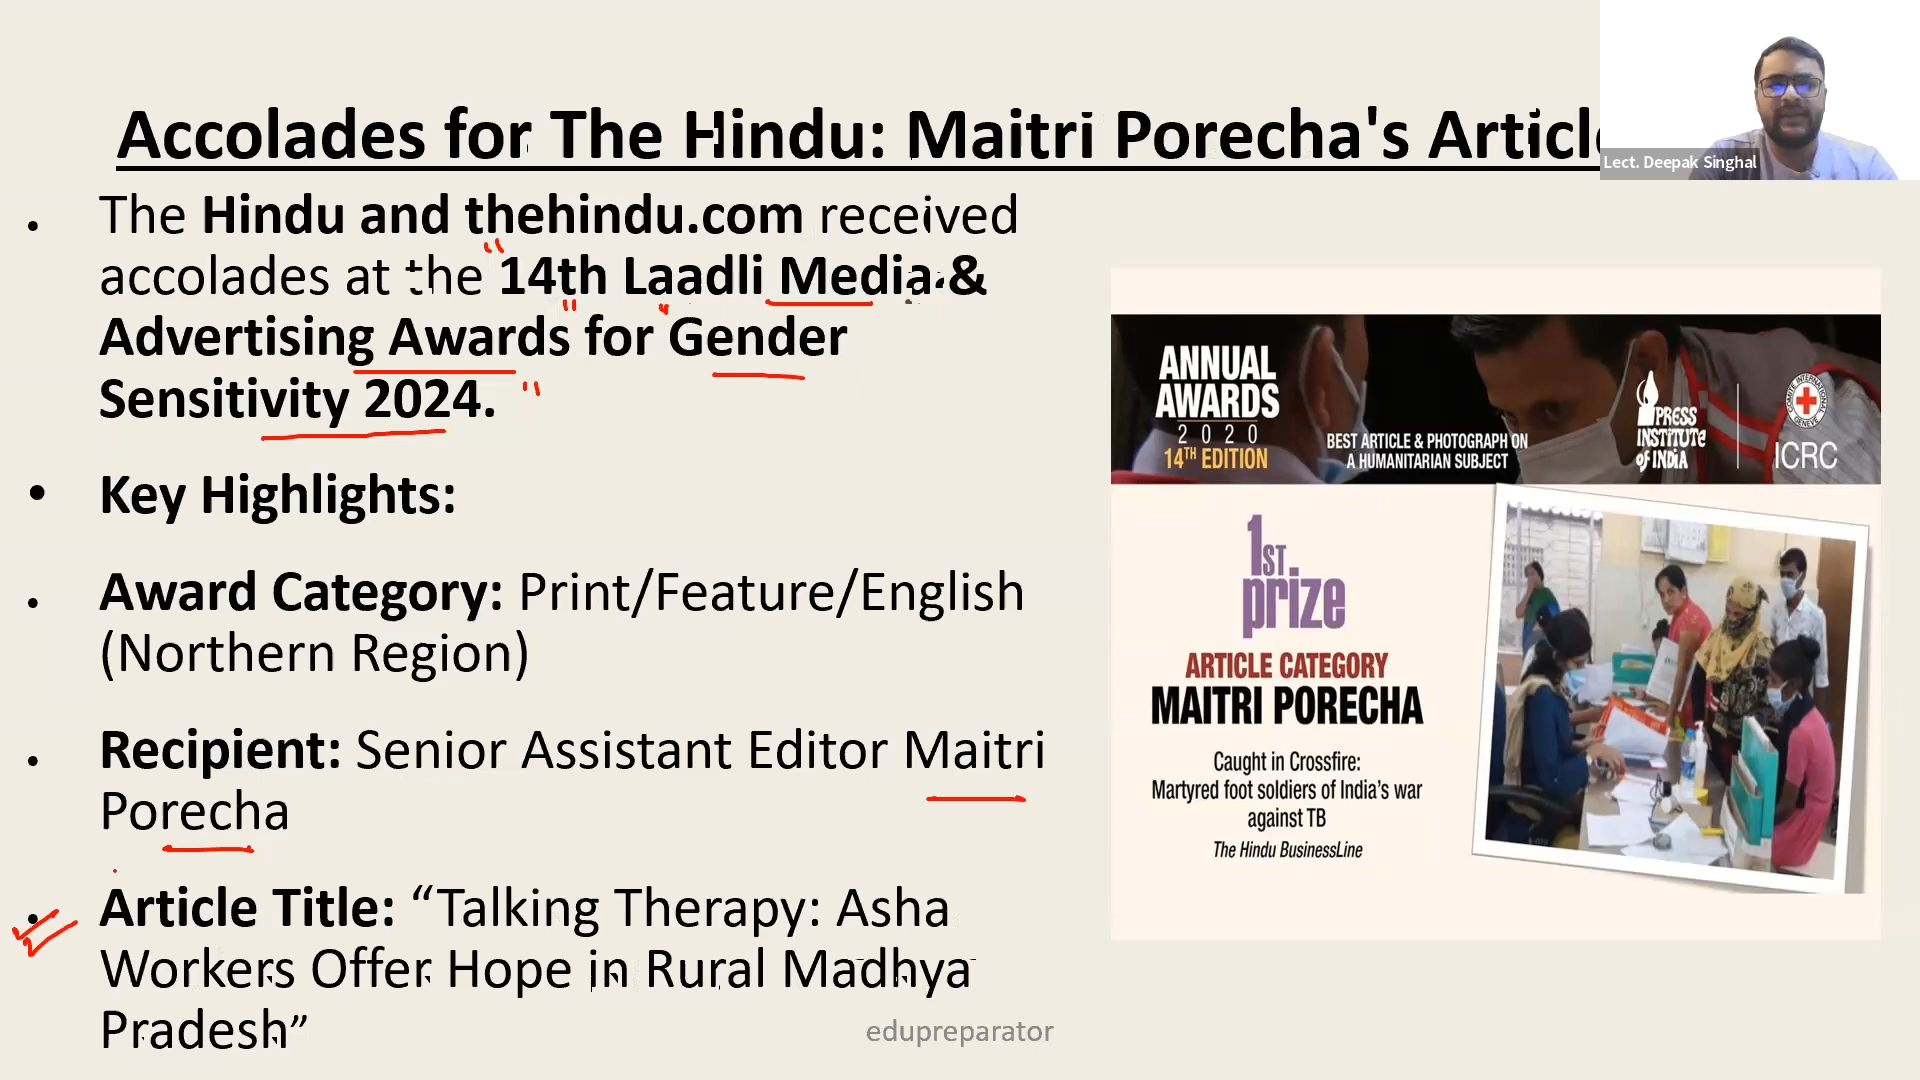 Accolades for The Hindu: Maitri Porecha's Article
Lect. Deepak Singhal
• The Hindu and thehindu.com received
accolades at the 14th Laadli Media &
Advertising Awards for Gender
Sensitivity 2024.
• Key Highlights:
• Award Category: Print/Feature/English
(Northern Region)
• Recipient: Senior Assistant Editor Maitri
Porecha
• Article Title: “Talking Therapy: Asha
Workers Offer Hope in Rural Madhya
Pradesh”
ANNUAL
AWARDS
2020
14TH EDITION
BEST ARTICLE & PHOTOGRAPH ON
A HUMANITARIAN SUBJECT
PRESS
INSTITUTE
OF INDIA
COMITE INTERNATIONAL
GENEVE
ICRC
1ST
prize
ARTICLE CATEGORY
MAITRI PORECHA
Caught in Crossfire:
Martyred foot soldiers of India's war
against TB
The Hindu BusinessLine
edupreparator